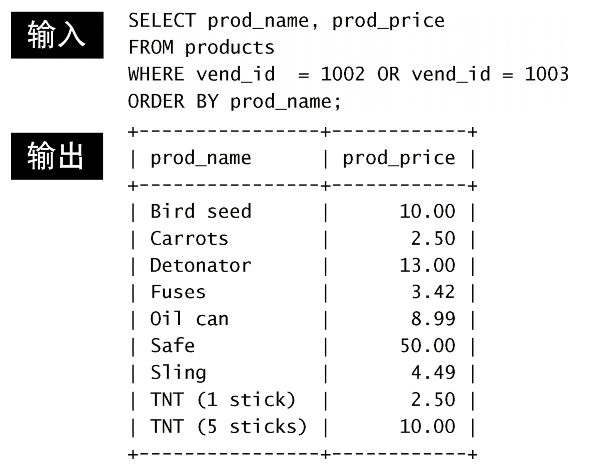 输入
SELECT prod_name, prod_price
FROM products
WHERE vend_id  = 1002 OR vend_id = 1003
ORDER BY prod_name;
输出
+----------------+------------+
| prod_name      | prod_price |
+----------------+------------+
| Bird seed      |      10.00 |
| Carrots        |       2.50 |
| Detonator      |      13.00 |
| Fuses          |       3.42 |
| Oil can        |       8.99 |
| Safe           |      50.00 |
| Sling          |       4.49 |
| TNT (1 stick)  |       2.50 |
| TNT (5 sticks) |      10.00 |
+----------------+------------+